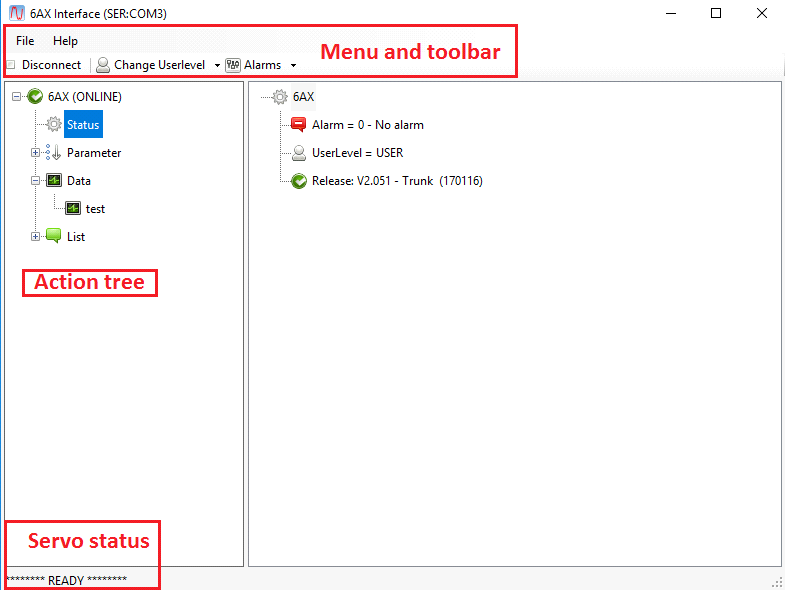 6AX Interface (SER:COM3)
File Help
Menu and toolbar
Disconnect Change Userlevel Alarms
6AX (ONLINE)
Status
Parameter
Data
test
List
Action tree
6AX
Alarm = 0 - No alarm
UserLevel = USER
Release: V2.051 - Trunk (170116)
Servo status
******** READY ********